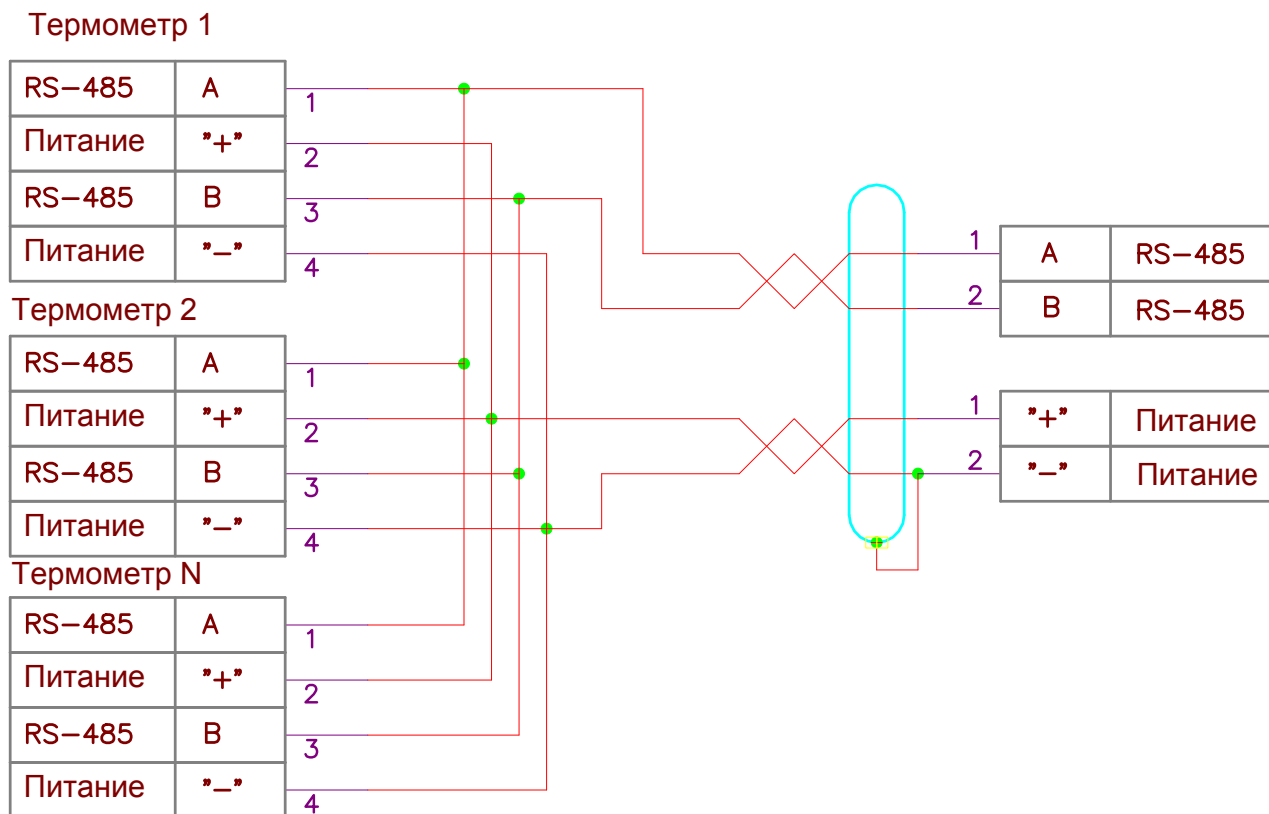 Термометр 1
RS-485 A 1
Питание "+" 2
RS-485 B 3
Питание "–" 4
Термометр 2
RS-485 A 1
Питание "+" 2
RS-485 B 3
Питание "–" 4
Термометр N
RS-485 A 1
Питание "+" 2
RS-485 B 3
Питание "–" 4
1 A RS-485
2 B RS-485
1 "+" Питание
2 "–" Питание